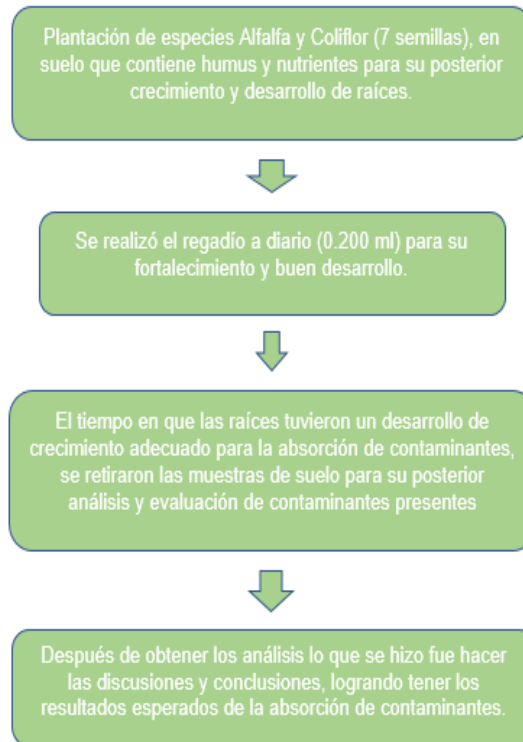 Plantación de especies Alfalfa y Coliflor (7 semillas), en
suelo que contiene humus y nutrientes para su posterior
crecimiento y desarrollo de raíces.
Se realizó el regadío a diario (0.200 ml) para su
fortalecimiento y buen desarrollo.
El tiempo en que las raíces tuvieron un desarrollo de
crecimiento adecuado para la absorción de contaminantes,
se retiraron las muestras de suelo para su posterior
análisis y evaluación de contaminantes presentes
Después de obtener los análisis lo que se hizo fue hacer
las discusiones y conclusiones, logrando tener los
resultados esperados de la absorción de contaminantes.